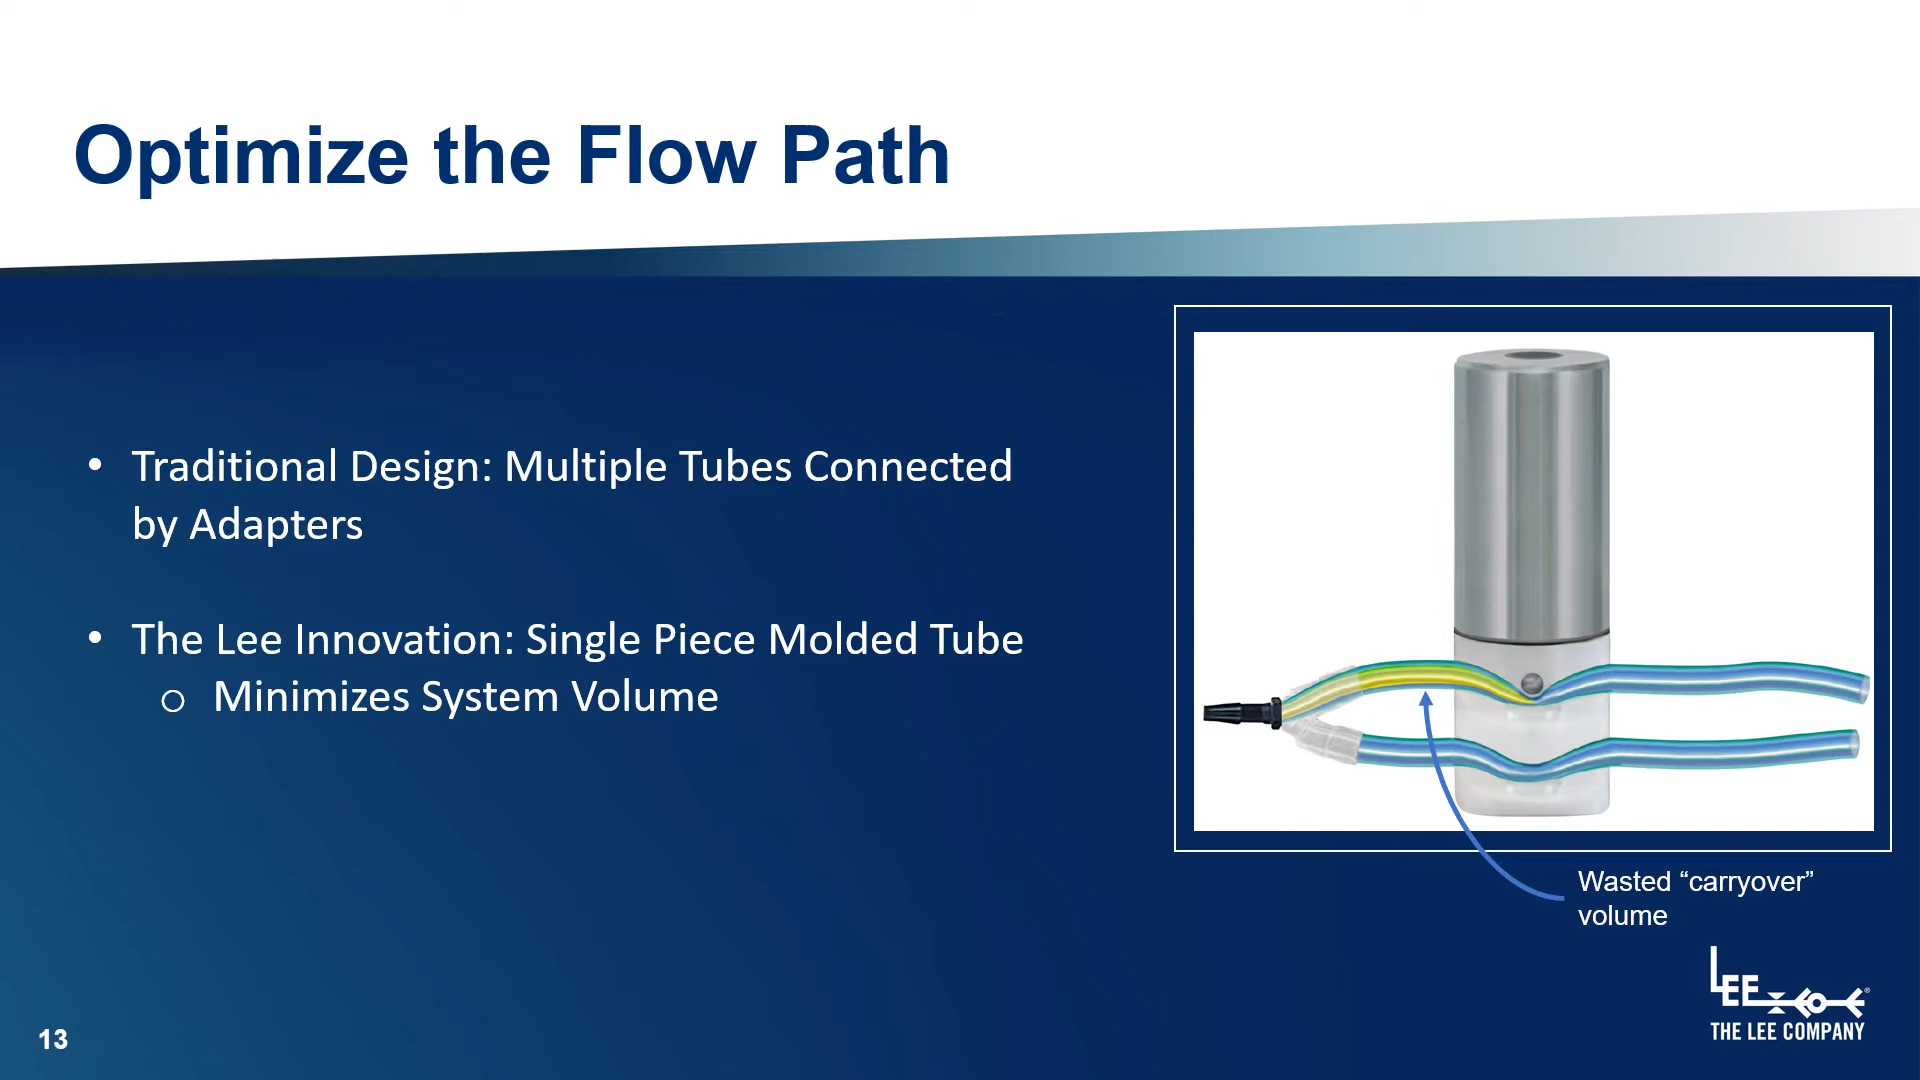 Optimize the Flow Path
• Traditional Design: Multiple Tubes Connected
by Adapters
• The Lee Innovation: Single Piece Molded Tube
o Minimizes System Volume
Wasted “carryover”
volume
LEE ®
THE LEE COMPANY
13